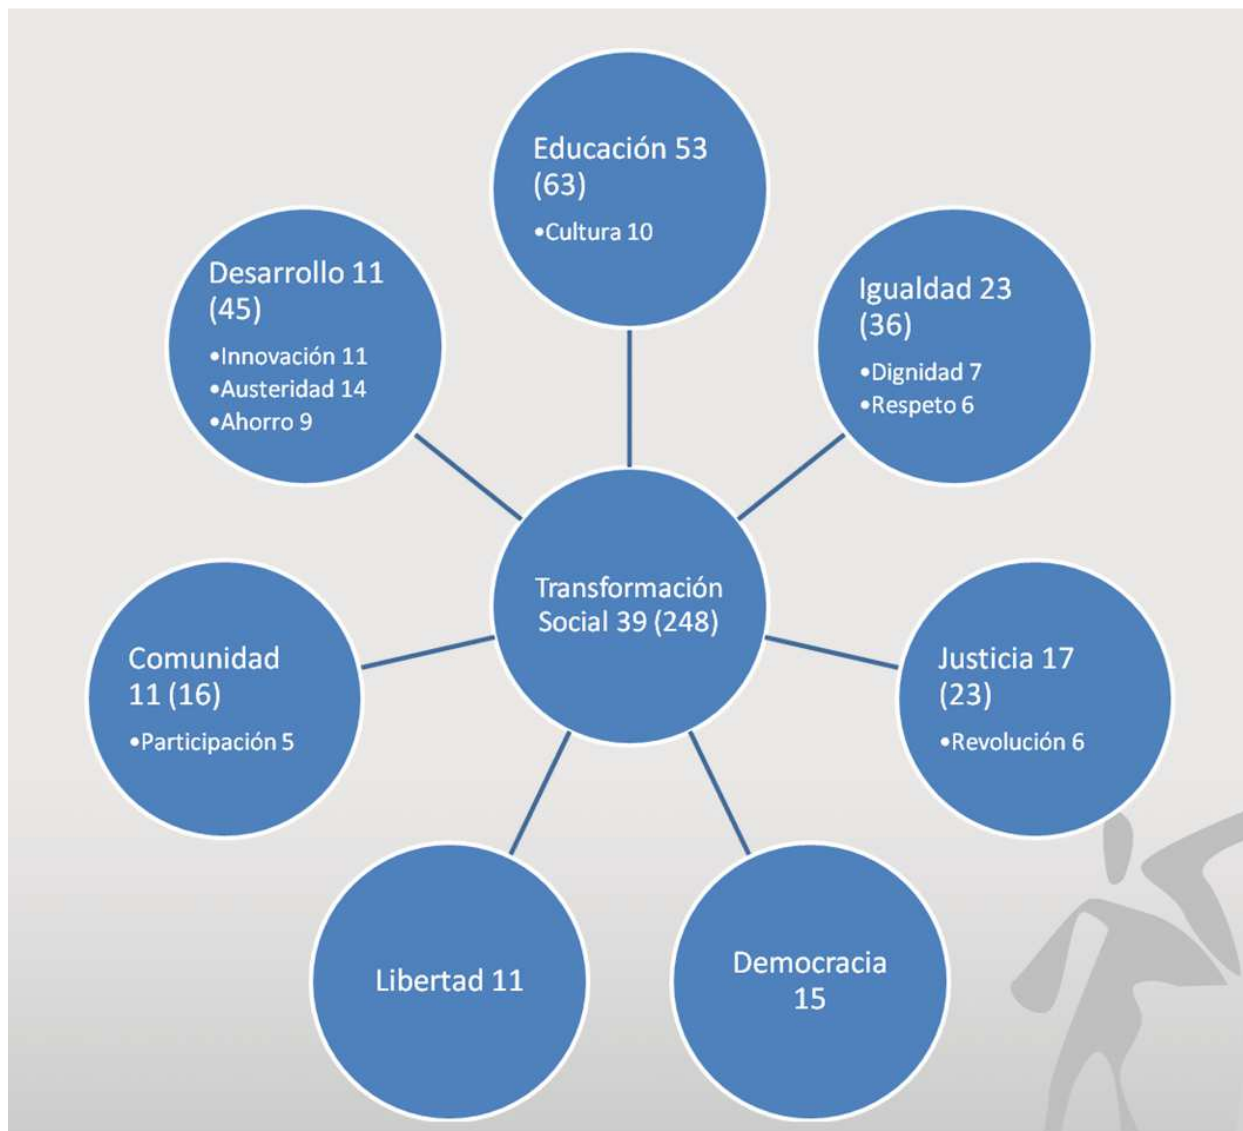 Educación 53
(63)
•Cultura 10
Desarrollo 11
(45)
•Innovación 11
•Austeridad 14
•Ahorro 9
Igualdad 23
(36)
•Dignidad 7
•Respeto 6
Transformación
Social 39 (248)
Comunidad
11 (16)
•Participación 5
Justicia 17
(23)
•Revolución 6
Libertad 11
Democracia
15